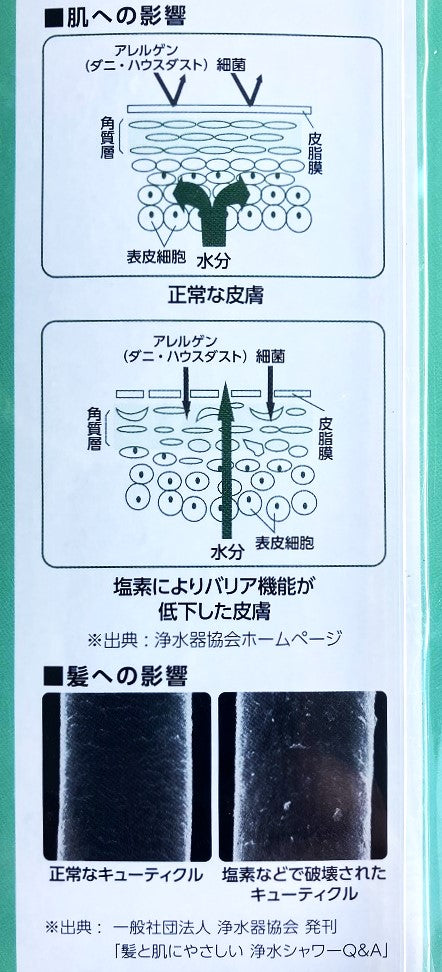 ■肌への影響
アレルゲン
(ダニ・ハウスダスト) 細菌
角質層
皮脂膜
表皮細胞
水分
正常な皮膚
アレルゲン
(ダニ・ハウスダスト) 細菌
角質層
皮脂膜
水分
表皮細胞
塩素によりバリア機能が
低下した皮膚
※出典：浄水器協会ホームページ
■髪への影響
正常なキューティクル
塩素などで破壊された
キューティクル
※出典： 一般社団法人 浄水器協会 発刊
「髪と肌にやさしい 浄水シャワーQ&A」